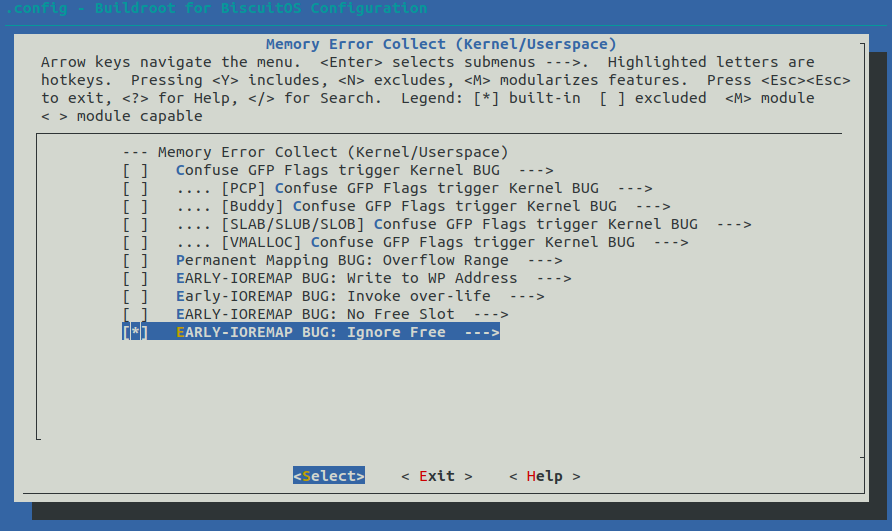 .config - Buildroot for BiscuitOS Configuration
Memory Error Collect (Kernel/Userspace)
Arrow keys navigate the menu.  <Enter> selects submenus --->.  Highlighted letters are
hotkeys.  Pressing <Y> includes, <N> excludes, <M> modularizes features.  Press <Esc><Esc>
to exit, <?> for Help, </> for Search.  Legend: [*] built-in  [ ] excluded  <M> module
< > module capable
--- Memory Error Collect (Kernel/Userspace)
[ ]   Confuse GFP Flags trigger Kernel BUG  --->
[ ]   .... [PCP] Confuse GFP Flags trigger Kernel BUG  --->
[ ]   .... [Buddy] Confuse GFP Flags trigger Kernel BUG  --->
[ ]   .... [SLAB/SLUB/SLOB] Confuse GFP Flags trigger Kernel BUG  --->
[ ]   .... [VMALLOC] Confuse GFP Flags trigger Kernel BUG  --->
[ ]   Permanent Mapping BUG: Overflow Range  --->
[ ]   EARLY-IOREMAP BUG: Write to WP Address  --->
[ ]   Early-IOREMAP BUG: Invoke over-life  --->
[ ]   EARLY-IOREMAP BUG: No Free Slot  --->
[*]   EARLY-IOREMAP BUG: Ignore Free  --->
<Select>    < Exit >    < Help >